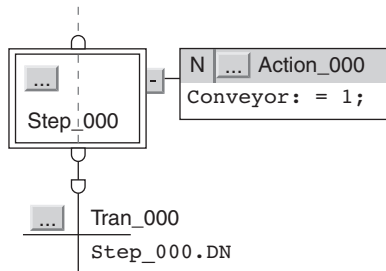 N ... Action_000
...
Conveyor: = 1;
Step_000
... Tran_000
Step_000.DN